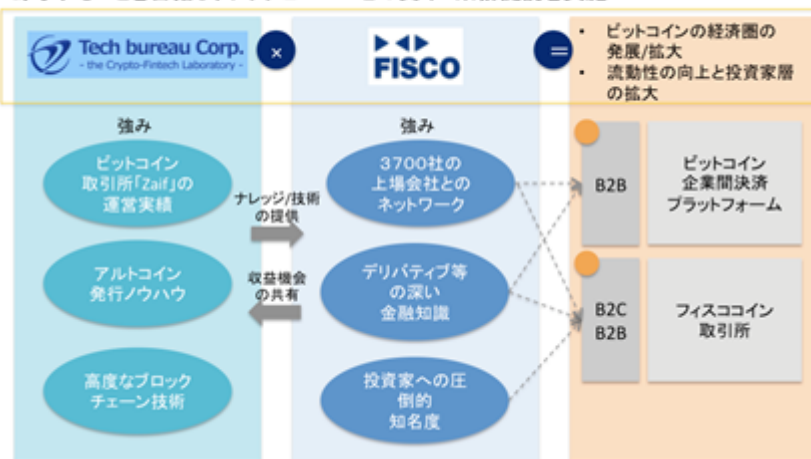 Tech bureau Corp.
- the Crypto-Fintech Laboratory -
×
FISCO
=
• ビットコインの経済圏の
発展/拡大
• 流動性の向上と投資家層
の拡大
強み
ビットコイン
取引所「Zaif」の
運営実績
アルトコイン
発行ノウハウ
高度なブロック
チェーン技術
ナレッジ/技術
の提供
収益機会
の共有
強み
3700社の
上場会社との
ネットワーク
デリバティブ等
の深い
金融知識
投資家への圧
倒的
知名度
B2B
ビットコイン
企業間決済
プラットフォーム
B2C
B2B
フィスココイン
取引所